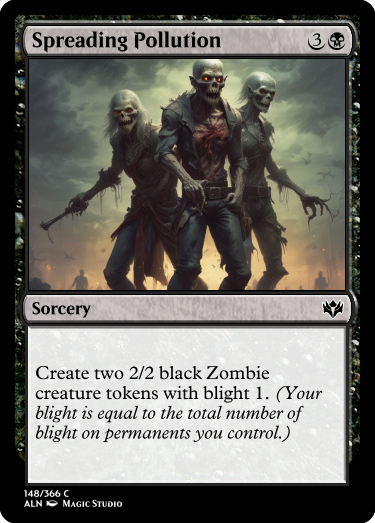 Spreading Pollution 3
Sorcery
Create two 2/2 black Zombie
creature tokens with blight 1. (Your
blight is equal to the total number of
blight on permanents you control.)
148/366 C
ALN Magic Studio